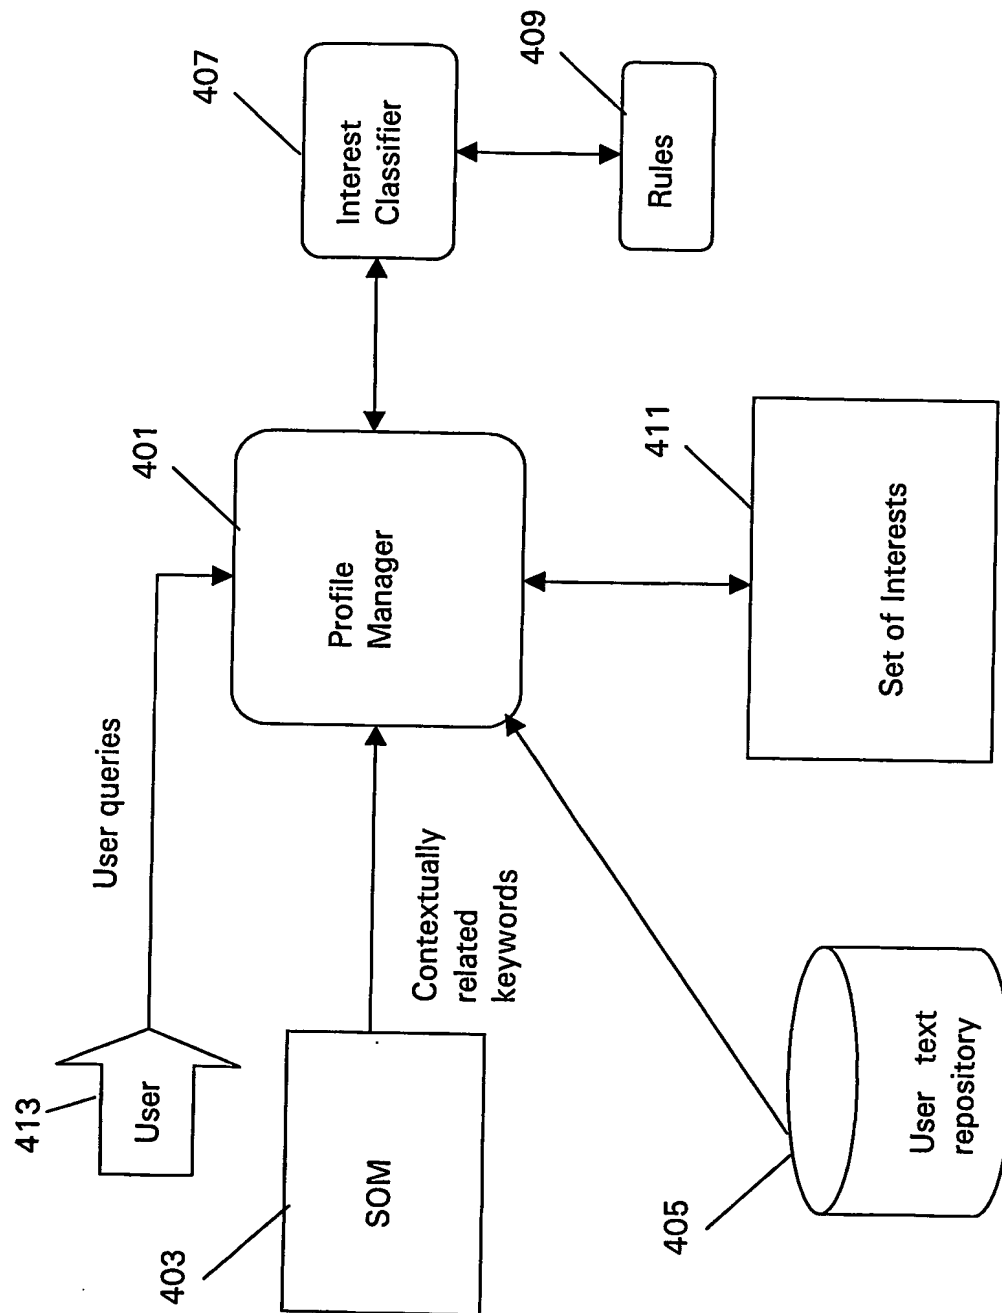 413
User
User queries
401
403
407
SOM
Contextually
related
keywords
Profile
Manager
Interest
Classifier
409
405
411
Rules
User text
repository
Set of Interests